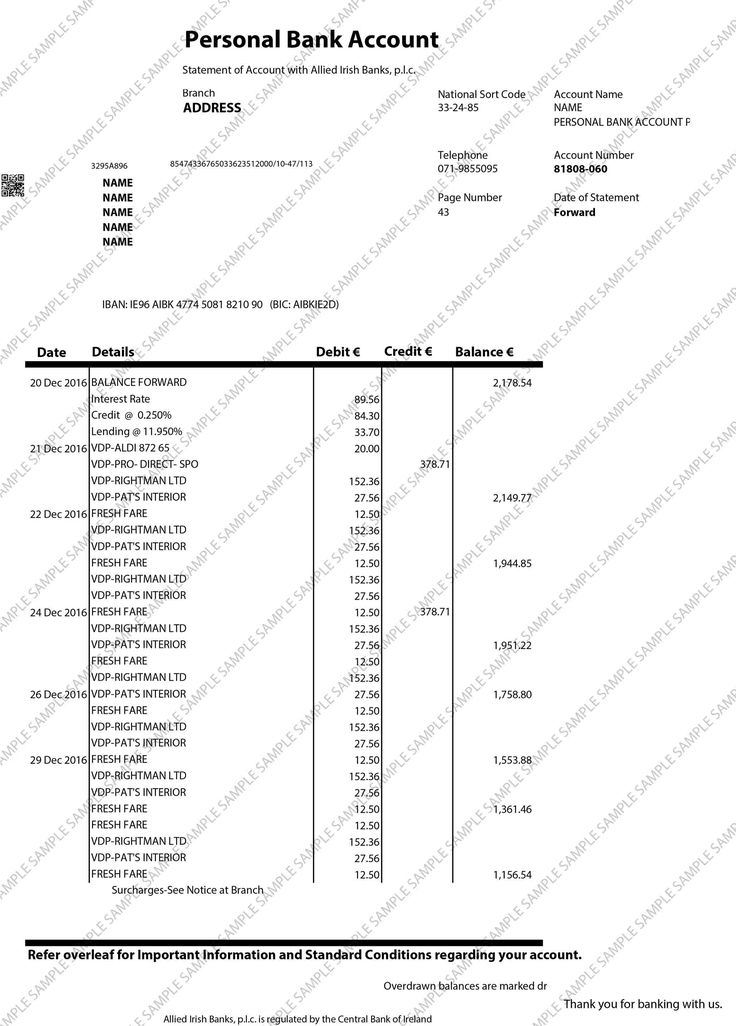 Personal Bank Account
Statement of Account with Allied Irish Banks, p.l.c.
Branch
ADDRESS
National Sort Code
33-24-85
Account Name
NAME
PERSONAL BANK ACCOUNT P
Telephone
071-9855095
Account Number
81808-060
3295A896 85474336765033623512000/10-47/113
NAME
NAME
NAME
NAME
NAME
Page Number
43
Date of Statement
Forward
IBAN: IE96 AIBK 4774 5081 8210 90 (BIC: AIBKIE2D)
Date Details Debit € Credit € Balance €
20 Dec 2016 BALANCE FORWARD 2,178.54
Interest Rate 89.56
Credit @ 0.250% 84.30
Lending @ 11.950% 33.70
21 Dec 2016 VDP-ALDI 872 65 20.00
VDP-PRO- DIRECT- SPO 378.71
VDP-RIGHTMAN LTD 152.36
VDP-PAT'S INTERIOR 27.56 2,149.77
22 Dec 2016 FRESH FARE 12.50
VDP-RIGHTMAN LTD 152.36
VDP-PAT'S INTERIOR 27.56
FRESH FARE 12.50 1,944.85
VDP-RIGHTMAN LTD 152.36
VDP-PAT'S INTERIOR 27.56
24 Dec 2016 FRESH FARE 12.50 378.71
VDP-RIGHTMAN LTD 152.36
VDP-PAT'S INTERIOR 27.56 1,951.22
FRESH FARE 12.50
VDP-RIGHTMAN LTD 152.36
26 Dec 2016 VDP-PAT'S INTERIOR 27.56 1,758.80
FRESH FARE 12.50
VDP-RIGHTMAN LTD 152.36
VDP-PAT'S INTERIOR 27.56
29 Dec 2016 FRESH FARE 12.50 1,553.88
VDP-RIGHTMAN LTD 152.36
VDP-PAT'S INTERIOR 27.56
FRESH FARE 12.50 1,361.46
FRESH FARE 12.50
VDP-RIGHTMAN LTD 152.36
VDP-PAT'S INTERIOR 27.56
FRESH FARE 12.50 1,156.54
Surcharges-See Notice at Branch
Refer overleaf for Important Information and Standard Conditions regarding your account.
Overdrawn balances are marked dr
Thank you for banking with us.
Allied Irish Banks, p.l.c. is regulated by the Central Bank of Ireland
SAMPLE SAMPLE SAMPLE SAMPLE SAMPLE